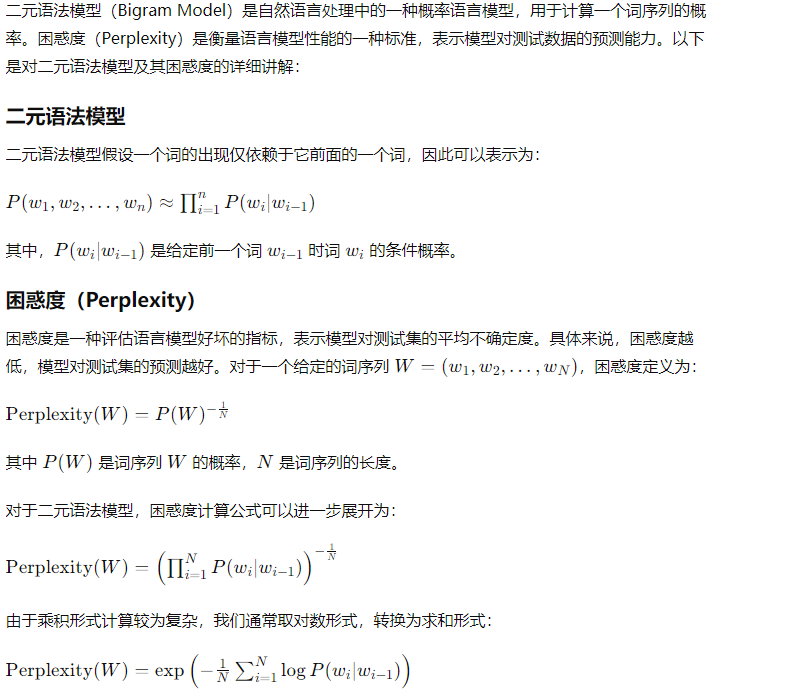 二元语法模型（Bigram Model）是自然语言处理中的一种概率语言模型，用于计算一个词序列的概
率。困惑度（Perplexity）是衡量语言模型性能的一种标准，表示模型对测试数据的预测能力。以下
是对二元语法模型及其困惑度的详细讲解：
二元语法模型
二元语法模型假设一个词的出现仅依赖于它前面的一个词，因此可以表示为：
$P(w_1, w_2, \ldots, w_n) \approx \prod_{i=1}^{n} P(w_i|w_{i-1})$
其中，$P(w_i|w_{i-1})$ 是给定前一个词 $w_{i-1}$ 时词 $w_i$ 的条件概率。
困惑度（Perplexity）
困惑度是一种评估语言模型好坏的指标，表示模型对测试集的平均不确定度。具体来说，困惑度越
低，模型对测试集的预测越好。对于一个给定的词序列 $W = (w_1, w_2, \ldots, w_N)$，困惑度定义为：
$\text{Perplexity}(W) = P(W)^{-\frac{1}{N}}$
其中 $P(W)$ 是词序列 $W$ 的概率，$N$ 是词序列的长度。
对于二元语法模型，困惑度计算公式可以进一步展开为：
$\text{Perplexity}(W) = \left(\prod_{i=1}^{N} P(w_i|w_{i-1})\right)^{-\frac{1}{N}}$
由于乘积形式计算较为复杂，我们通常取对数形式，转换为求和形式：
$\text{Perplexity}(W) = \exp\left(-\frac{1}{N} \sum_{i=1}^{N} \log P(w_i|w_{i-1})\right)$